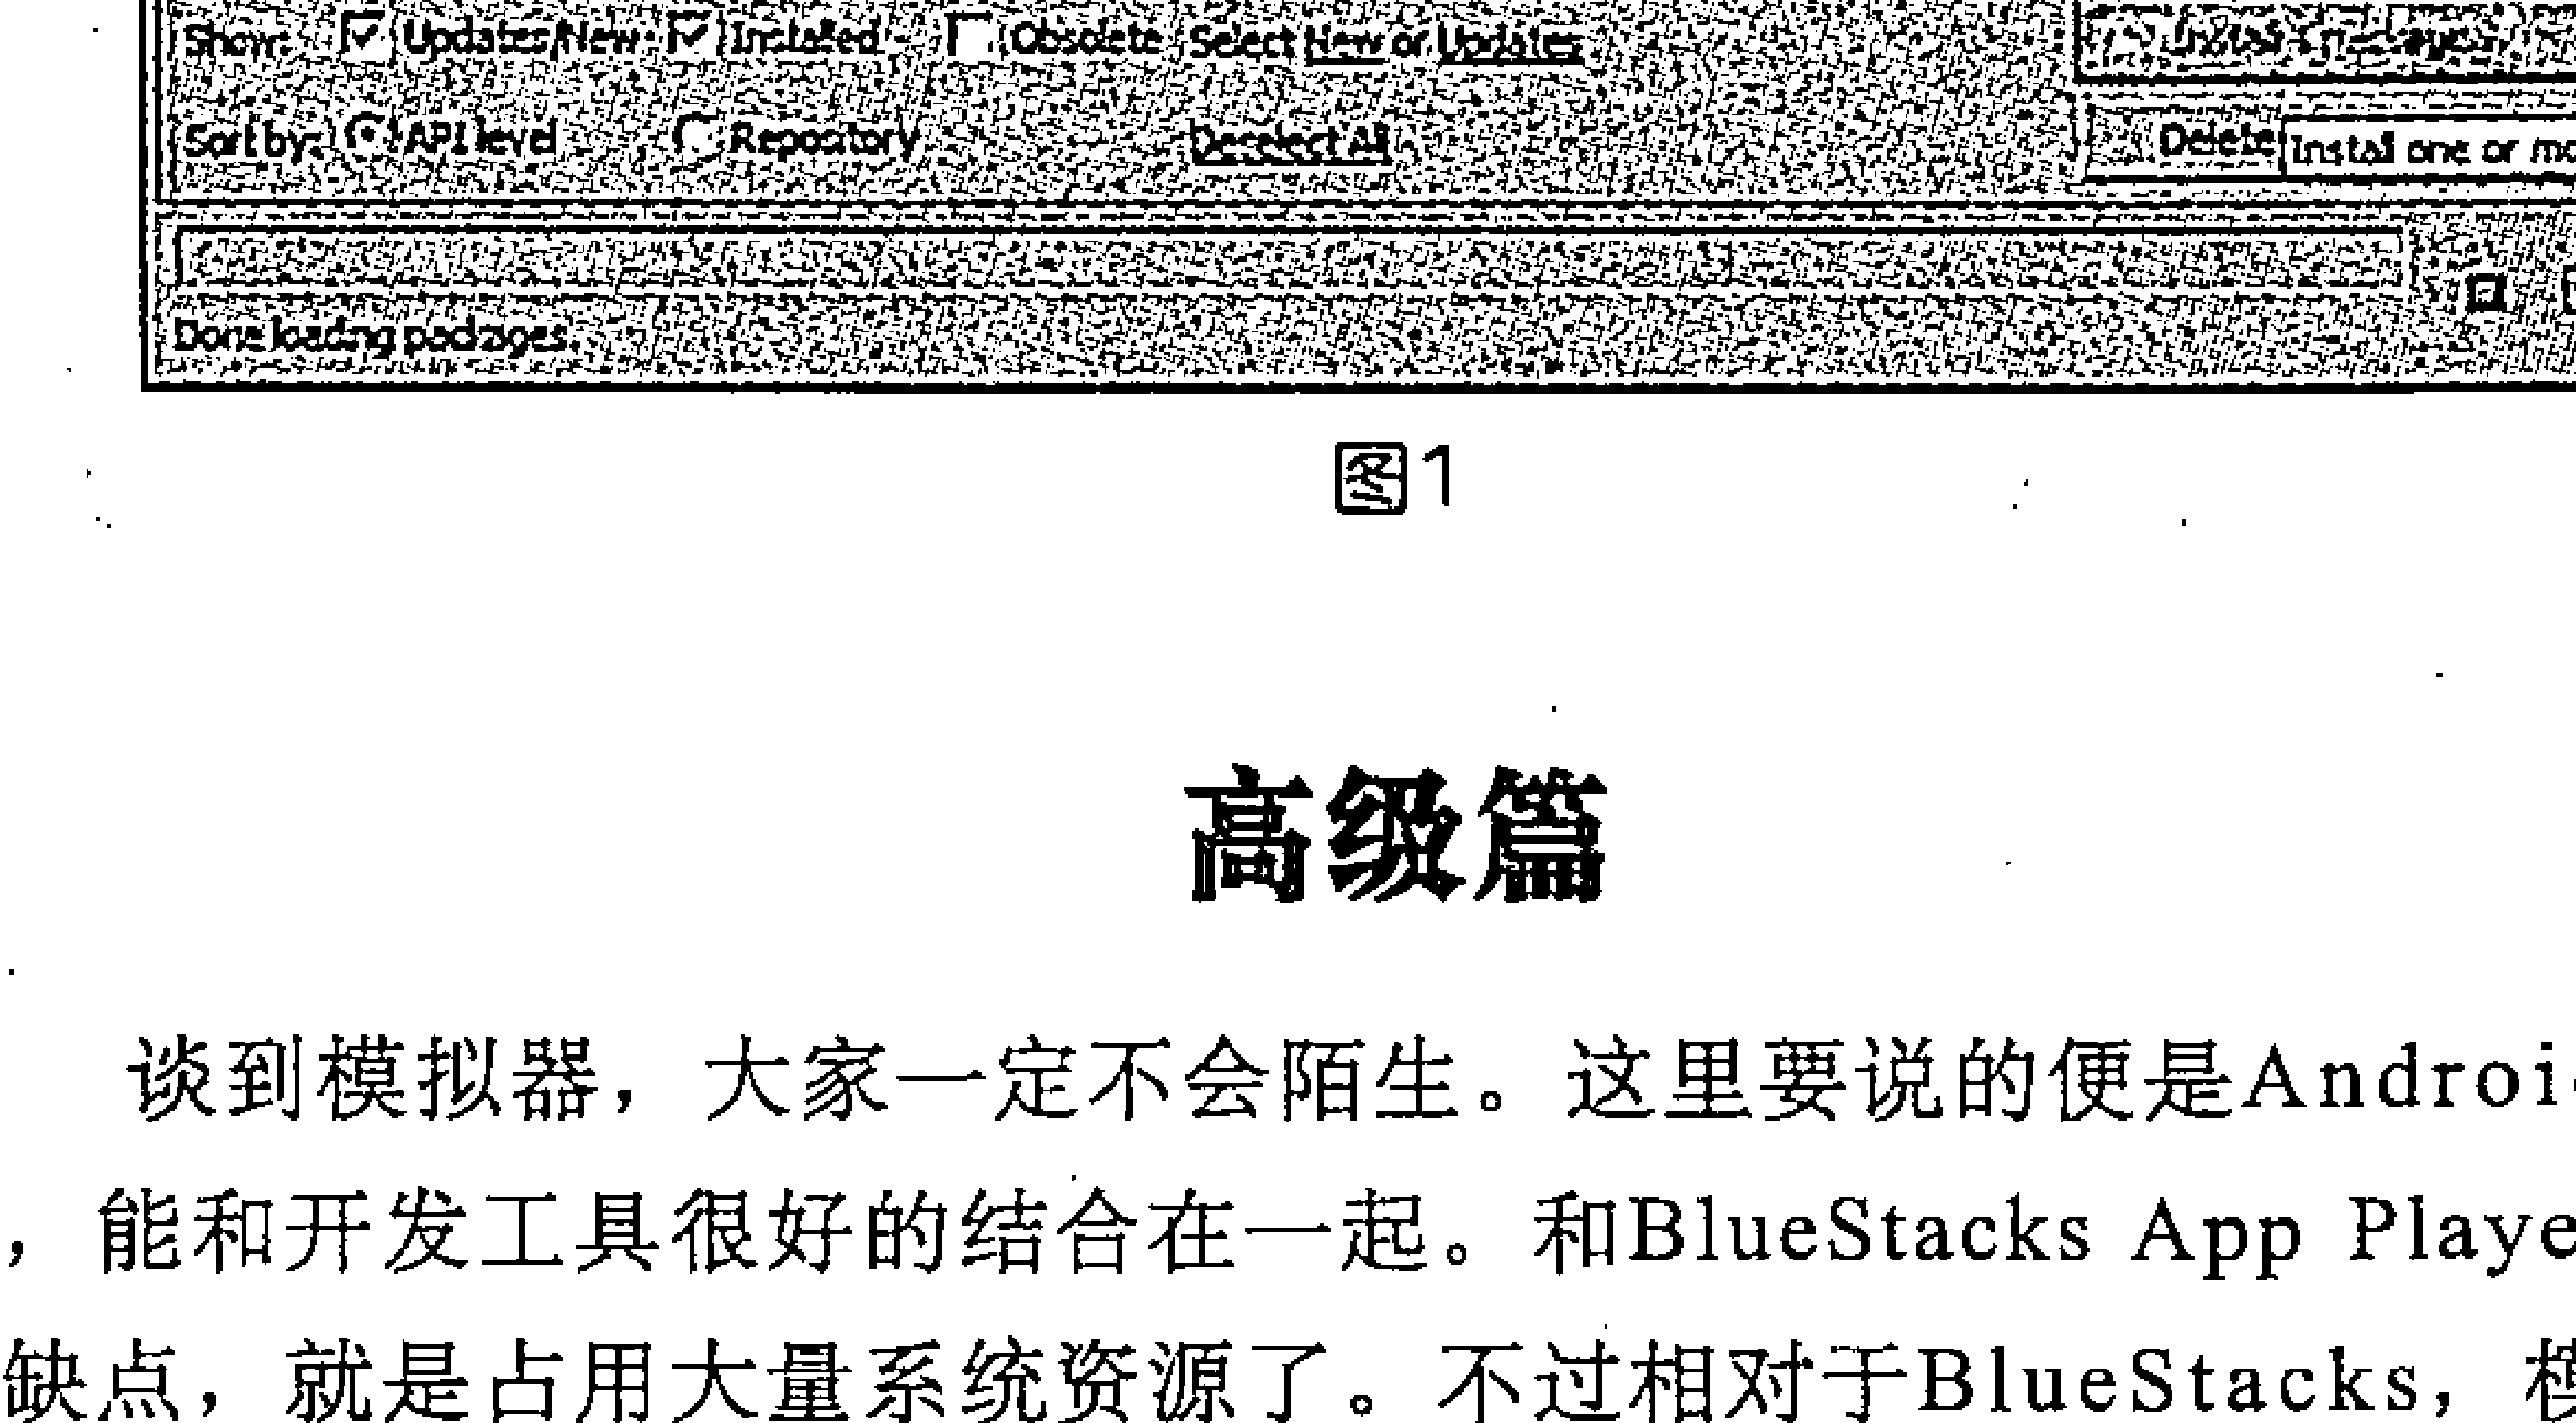 Show: Updates/New Installed Obsolete Select New or Updates
Sort by: API level Repository Deselect All Delete Install one or mo
Done loading packages.
图1
高级篇
谈到模拟器，大家一定不会陌生。这里要说的便是Androi
，能和开发工具很好的结合在一起。和BlueStacks App Playe
缺点，就是占用大量系统资源了。不过相对于BlueStacks，模